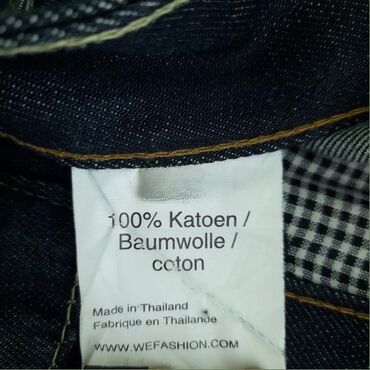 100% Katoen /
Baumwolle /
coton
Made in Thailand
Fabrique en Thailande
WWW.WEFASHION.COM